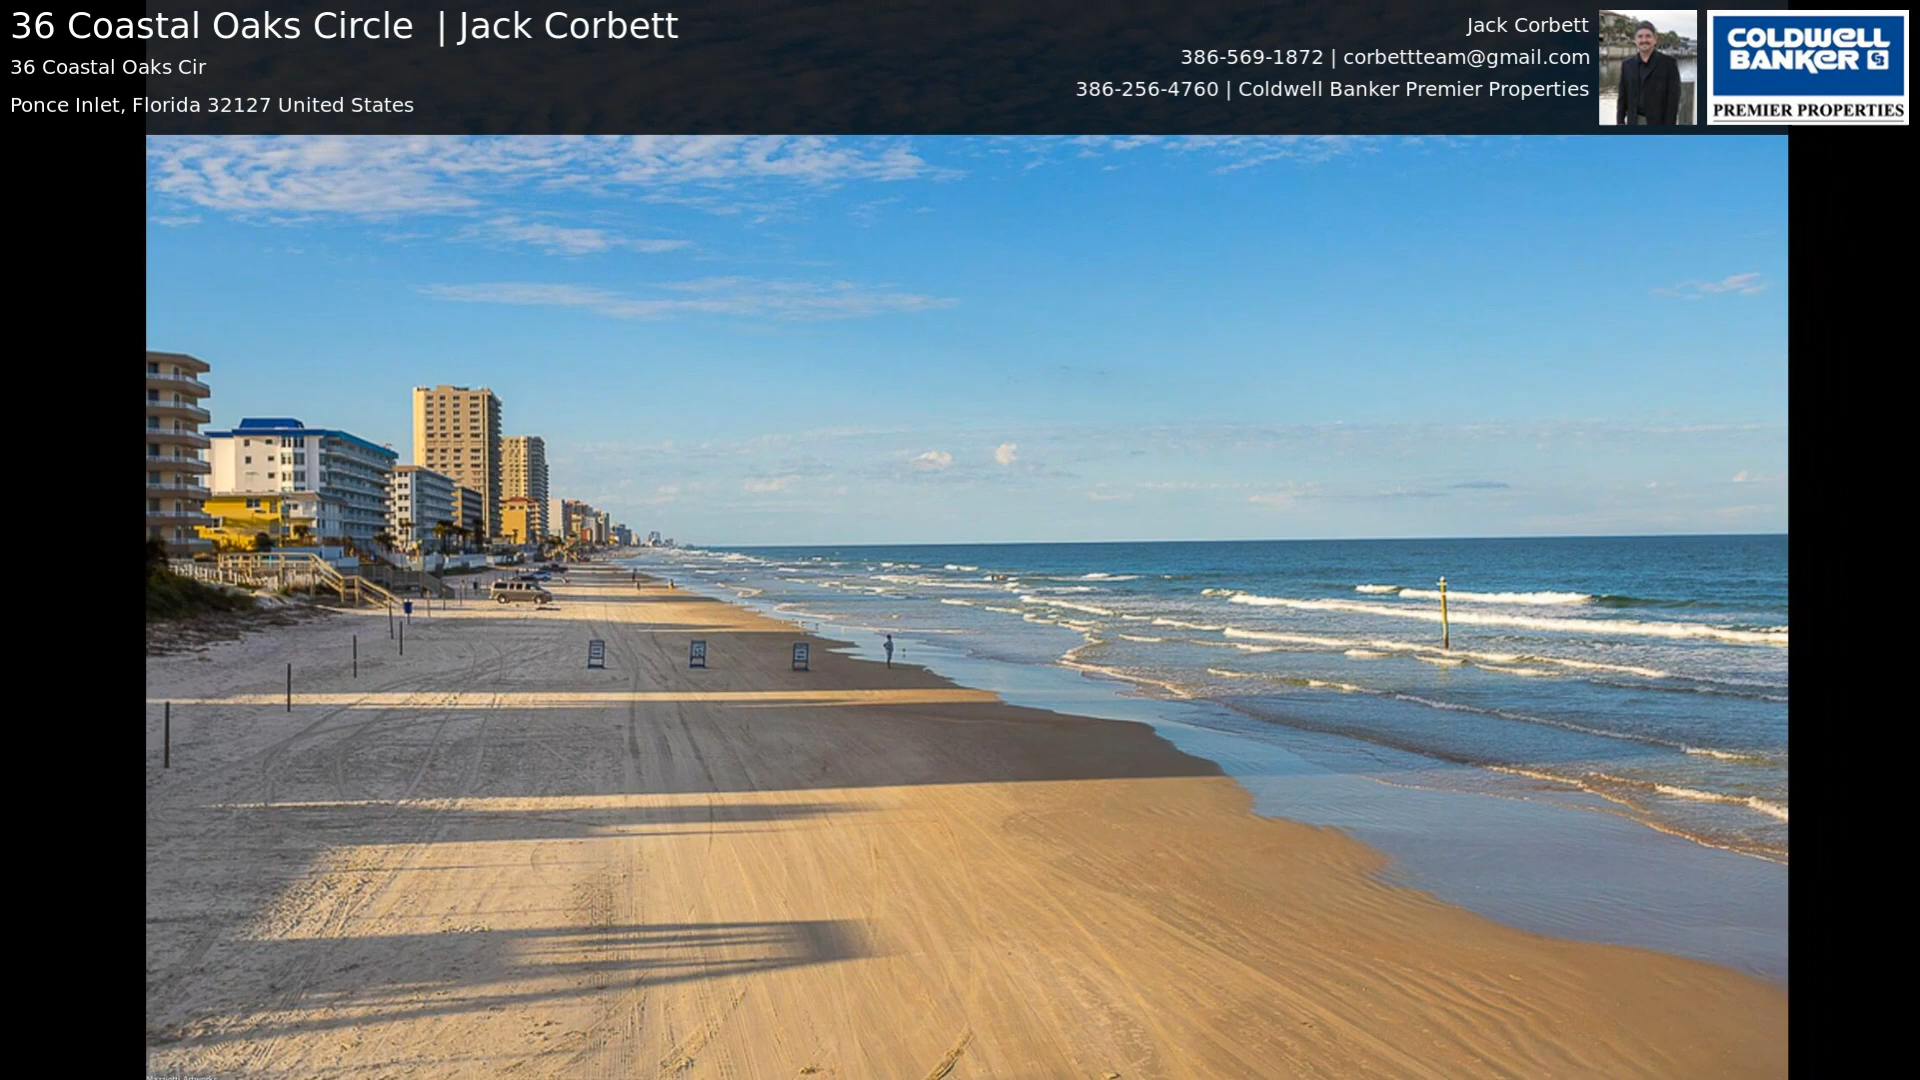 36 Coastal Oaks Circle | Jack Corbett
36 Coastal Oaks Cir
Ponce Inlet, Florida 32127 United States
Jack Corbett
386-569-1872 | corbettteam@gmail.com
386-256-4760 | Coldwell Banker Premier Properties
COLDWELL
BANKER
PREMIER PROPERTIES